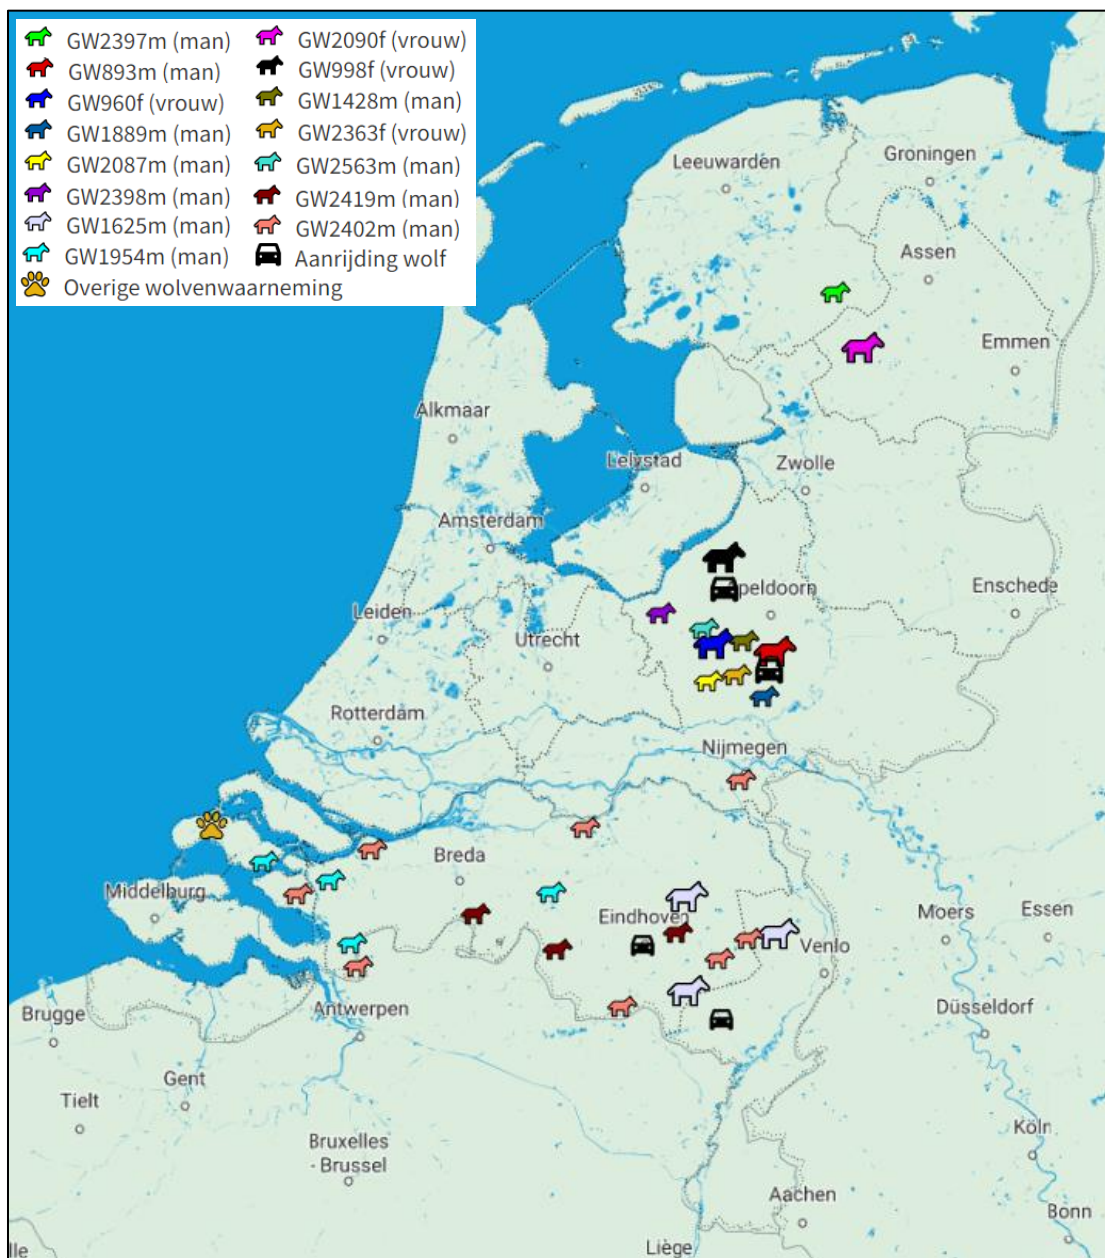 GW2397m (man)
GW893m (man)
GW960f (vrouw)
GW1889m (man)
GW2087m (man)
GW2398m (man)
GW1625m (man)
GW1954m (man)
Overige wolvenwaarneming
GW2090f (vrouw)
GW998f (vrouw)
GW1428m (man)
GW2363f (vrouw)
GW2563m (man)
GW2419m (man)
GW2402m (man)
Aanrijding wolf
Leeuwarden
Groningen
Assen
Emmen
Alkmaar
Lelystad
Zwolle
Amsterdam
peldoorn
Enschede
Leiden
Utrecht
Rotterdam
Nijmegen
Breda
Middelburg
Eindhoven
Venlo
Moers
Essen
Brugge
Antwerpen
Düsseldorf
Gent
Tielt
Bruxelles
- Brussel
Köln
Aachen
Bonn
Liège
lle